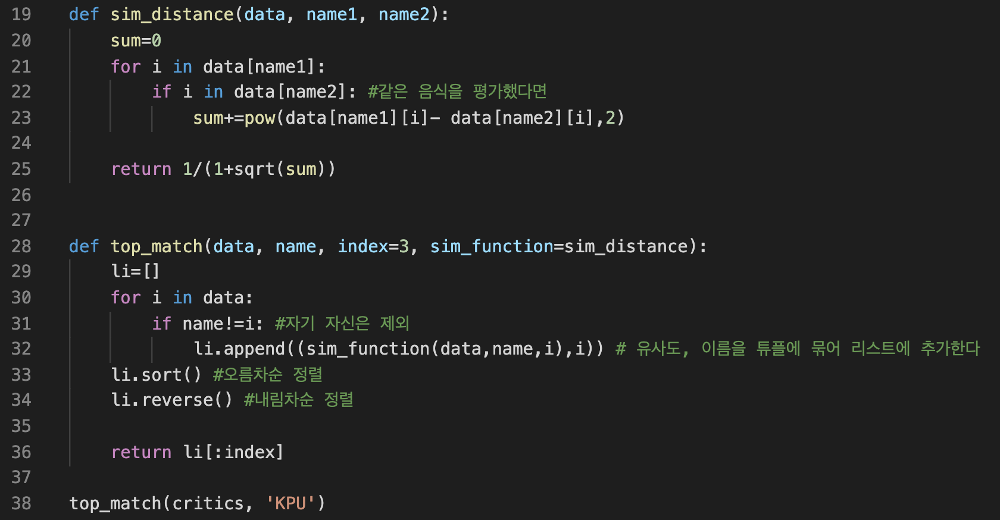 19 def sim_distance(data, name1, name2):
20 sum=0
21 for i in data[name1]:
22 if i in data[name2]: #같은 음식을 평가했다면
23 sum+=pow(data[name1][i]- data[name2][i],2)
24
25 return 1/(1+sqrt(sum))
26
27
28 def top_match(data, name, index=3, sim_function=sim_distance):
29 li=[]
30 for i in data:
31 if name!=i: #자기 자신은 제외
32 li.append((sim_function(data,name,i),i)) # 유사도, 이름을 튜플에 묶어 리스트에 추가한다
33 li.sort() #오름차순 정렬
34 li.reverse() #내림차순 정렬
35
36 return li[:index]
37
38 top_match(critics, 'KPU')